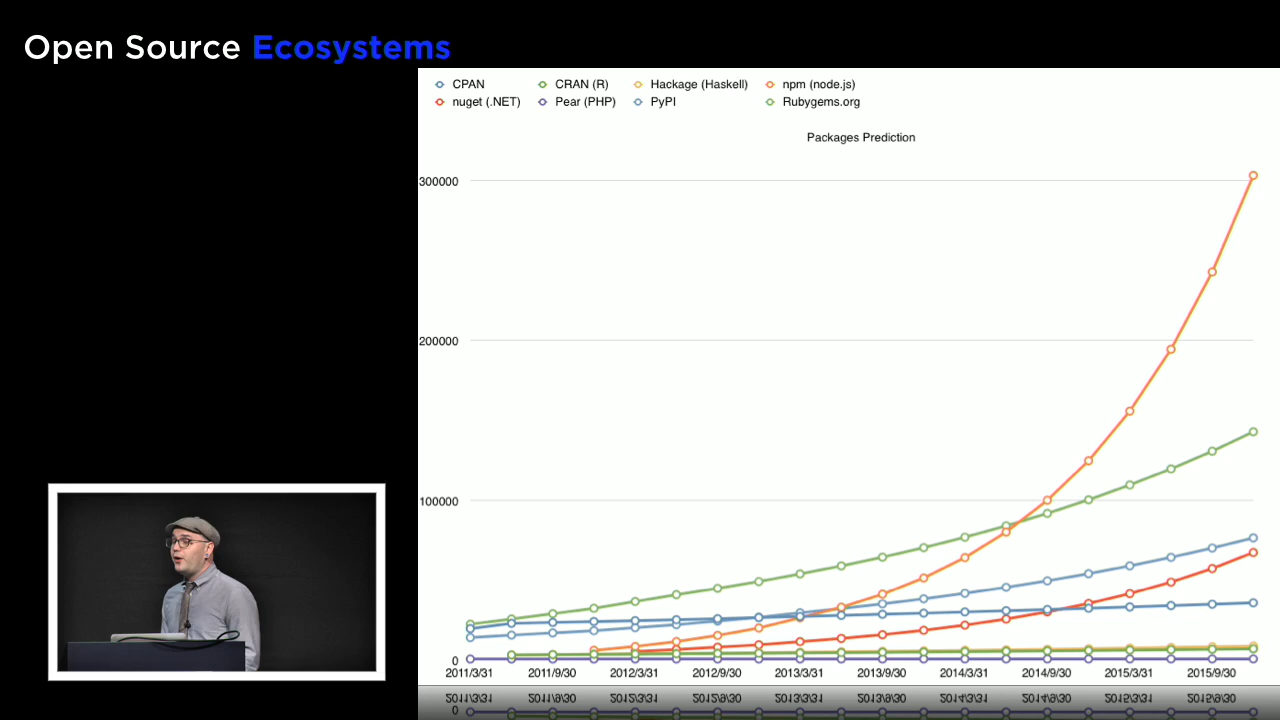 Open Source Ecosystems
CPAN CRAN (R) Hackage (Haskell) npm (node.js)
nuget (.NET) Pear (PHP) PyPI Rubygems.org
Packages Prediction
300000
200000
100000
0
2011/3/31 2011/9/30 2012/3/31 2012/9/30 2013/3/31 2013/9/30 2014/3/31 2014/9/30 2015/3/31 2015/9/30